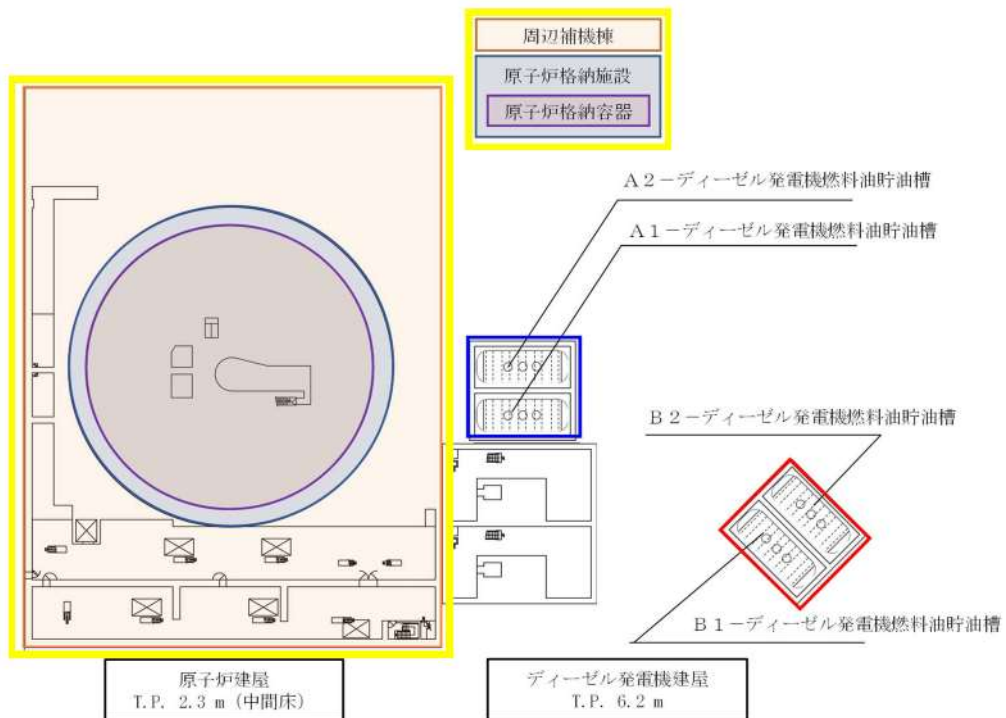 周辺補機棟
原子炉格納施設
原子炉格納容器
A2-ディーゼル発電機燃料油貯油槽
A1-ディーゼル発電機燃料油貯油槽
B2-ディーゼル発電機燃料油貯油槽
B1-ディーゼル発電機燃料油貯油槽
原子炉建屋
T.P. 2.3 m (中間床)
ディーゼル発電機建屋
T.P. 6.2 m